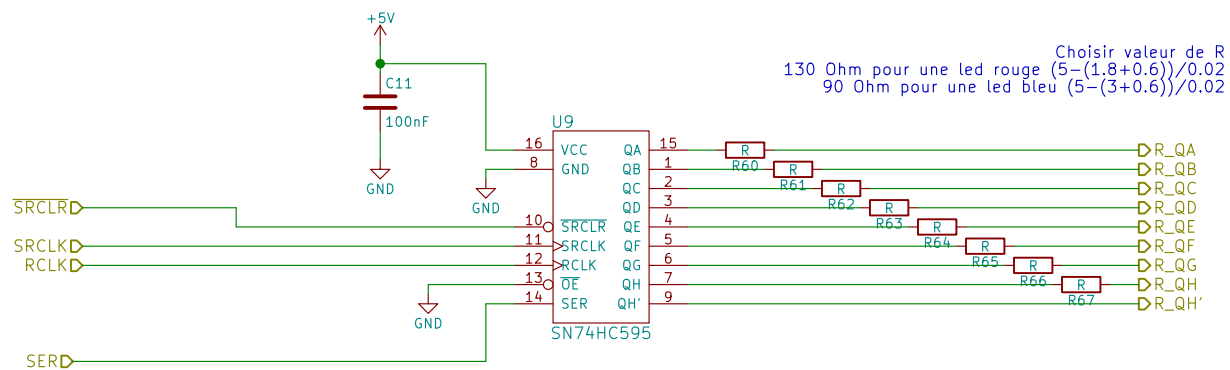 +5V
Choisir valeur de R
130 Ohm pour une led rouge (5-(1.8+0.6))/0.02
90 Ohm pour une led bleu (5-(3+0.6))/0.02
C11
100nF
GND
U9
16 VCC QA 15 R R_QA
8 GND QB 1 R60 R R_QB
GND
QC 2 R61 R R_QC
SRCLR QD 3 R62 R R_QD
10 SRCLR QE 4 R63 R R_QE
SRCLK 11 SRCLK QF 5 R64 R R_QF
RCLK 12 RCLK QG 6 R65 R R_QG
13 OE QH 7 R66 R R_QH
14 SER QH' 9 R67 R_QH'
GND
SN74HC595
SER